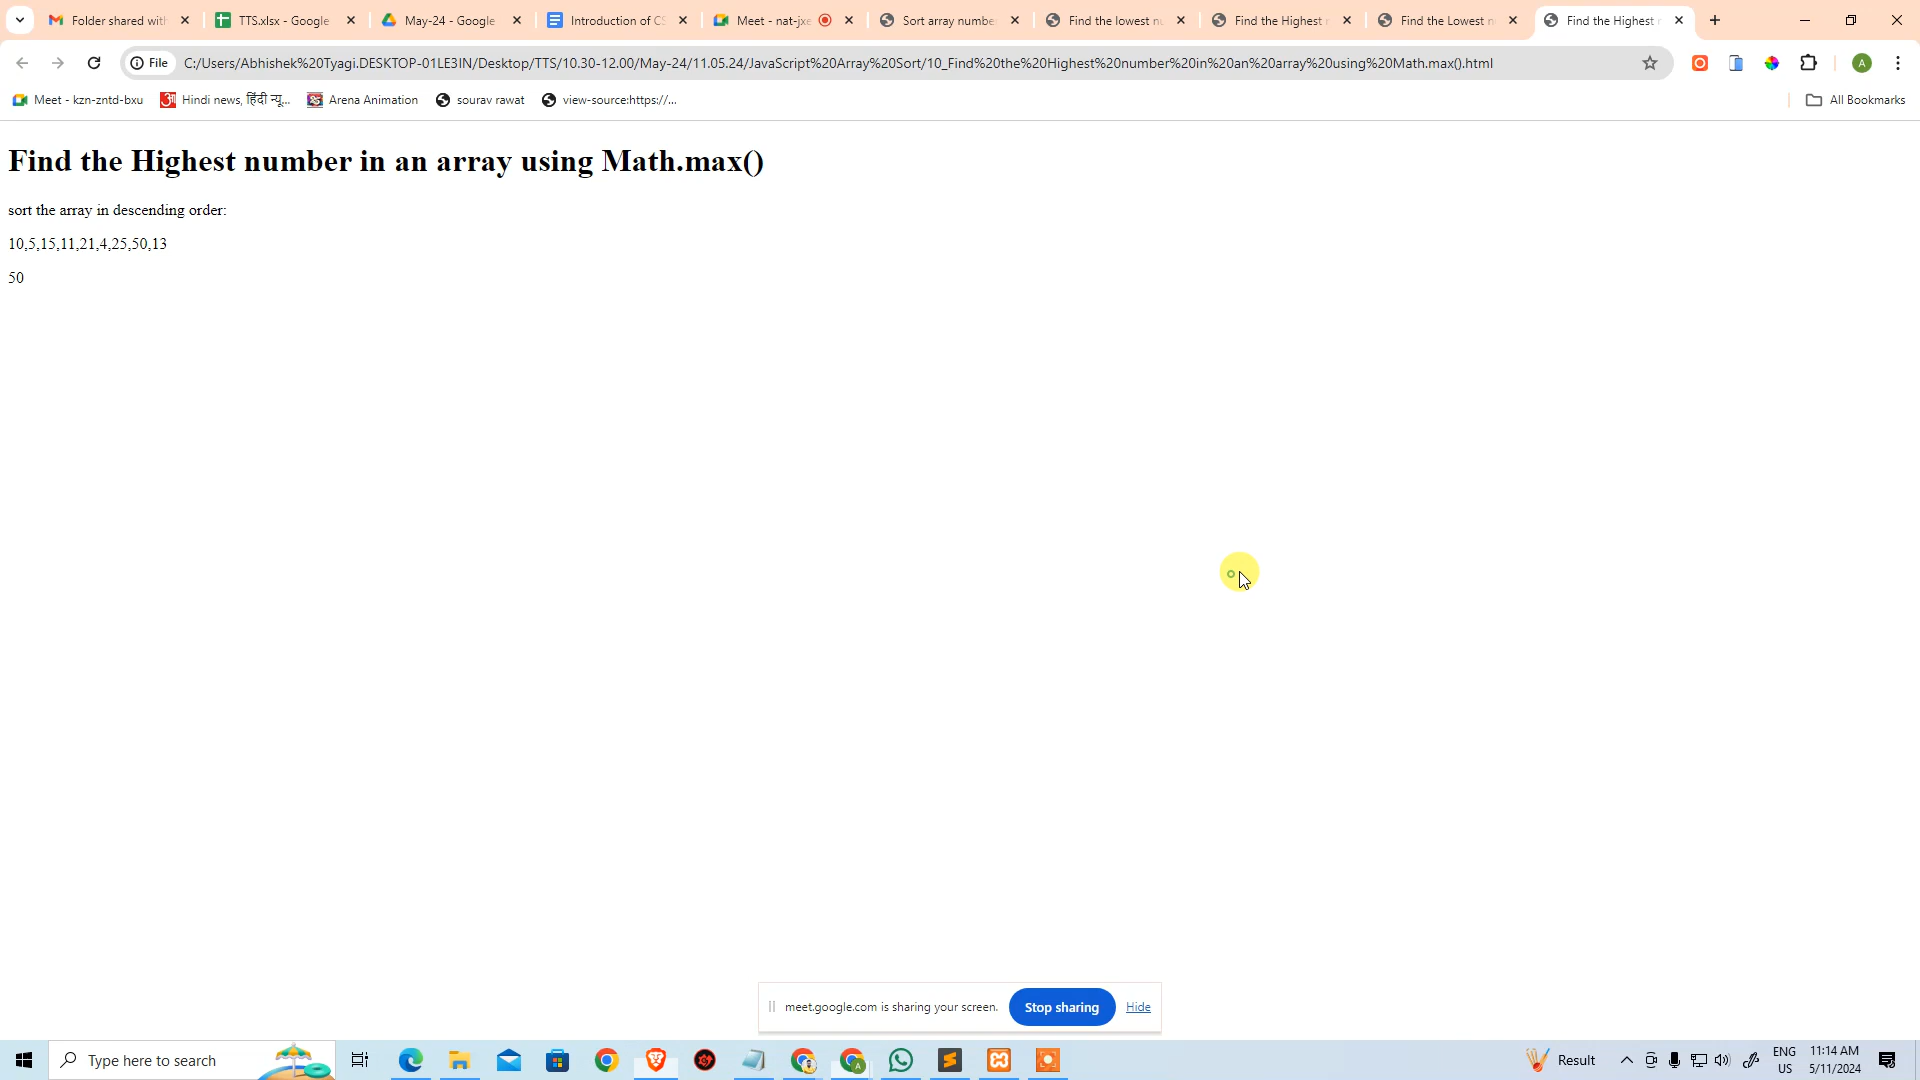 Folder shared with
TTS.xlsx - Google
May-24 - Google
Introduction of CS
Meet - nat-jxe
Sort array number
Find the lowest nu
Find the Highest n
Find the Lowest n
Find the Highest n
File
C:/Users/Abhishek%20Tyagi.DESKTOP-01LE3IN/Desktop/TTS/10.30-12.00/May-24/11.05.24/JavaScript%20Array%20Sort/10_Find%20the%20Highest%20number%20in%20an%20array%20using%20Math.max().html
A
Meet - kzn-zntd-bxu
Hindi news, हिंदी न्यू...
Arena Animation
sourav rawat
view-source:https://...
All Bookmarks
Find the Highest number in an array using Math.max()
sort the array in descending order:
10,5,15,11,21,4,25,50,13
50
meet.google.com is sharing your screen.
Stop sharing
Hide
Type here to search
Result
ENG
US
11:14 AM
5/11/2024